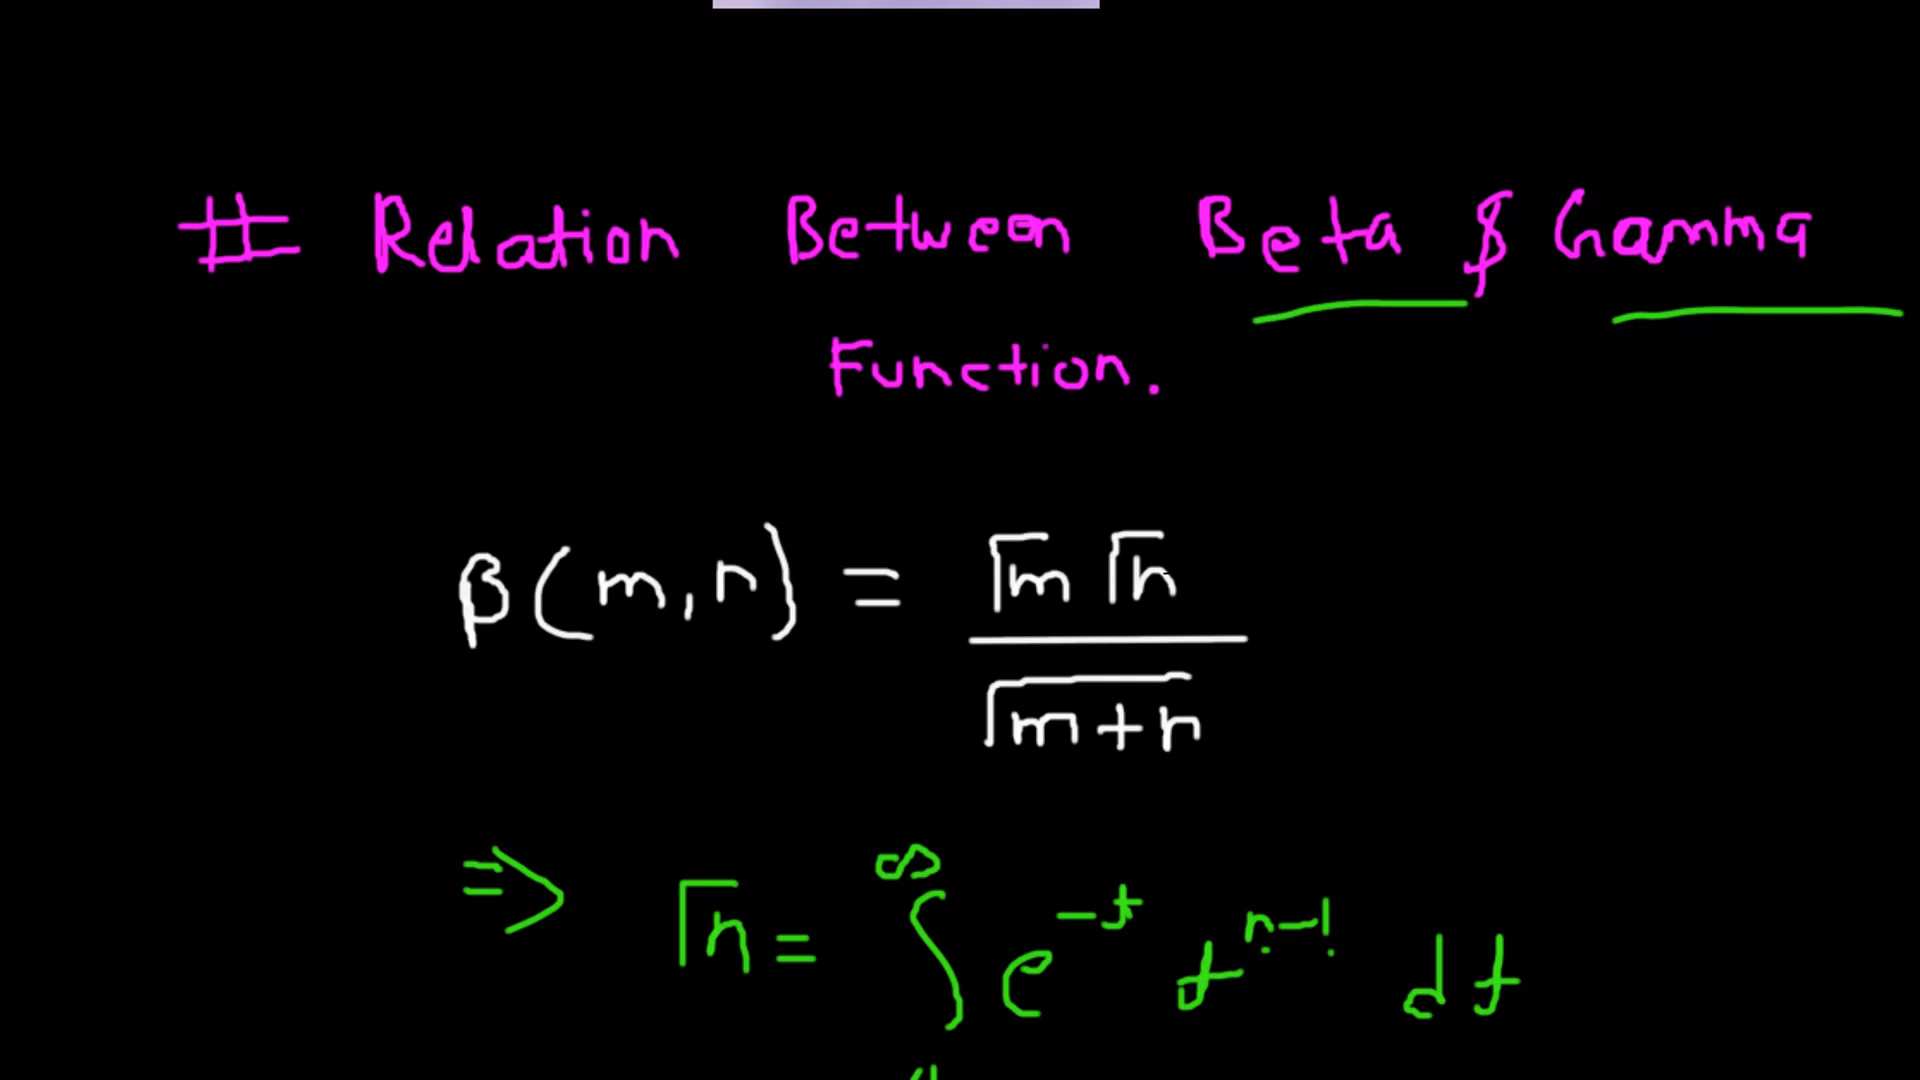 # Relation Between Beta & Gamma
Function.
β(m,n) = Γm Γn / Γm+n
⇒ Γn = ∫^∞ e^-t t^n-1 dt